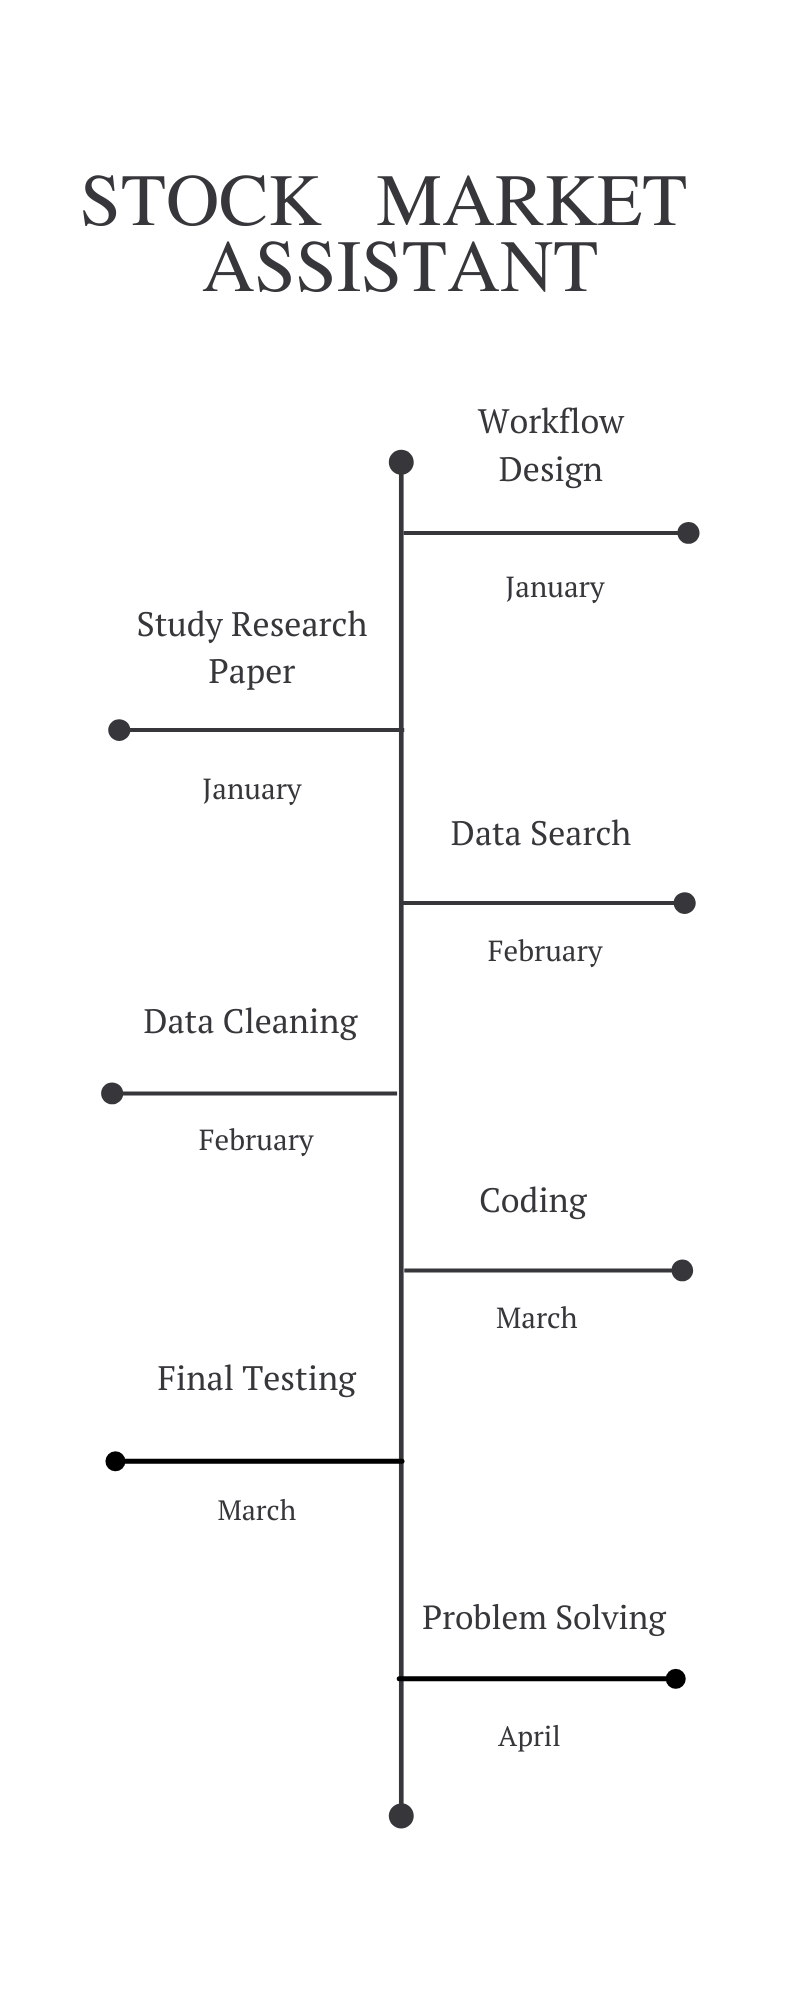 STOCK MARKET
ASSISTANT
Workflow
Design
January
Study Research
Paper
January
Data Search
February
Data Cleaning
February
Coding
March
Final Testing
March
Problem Solving
April